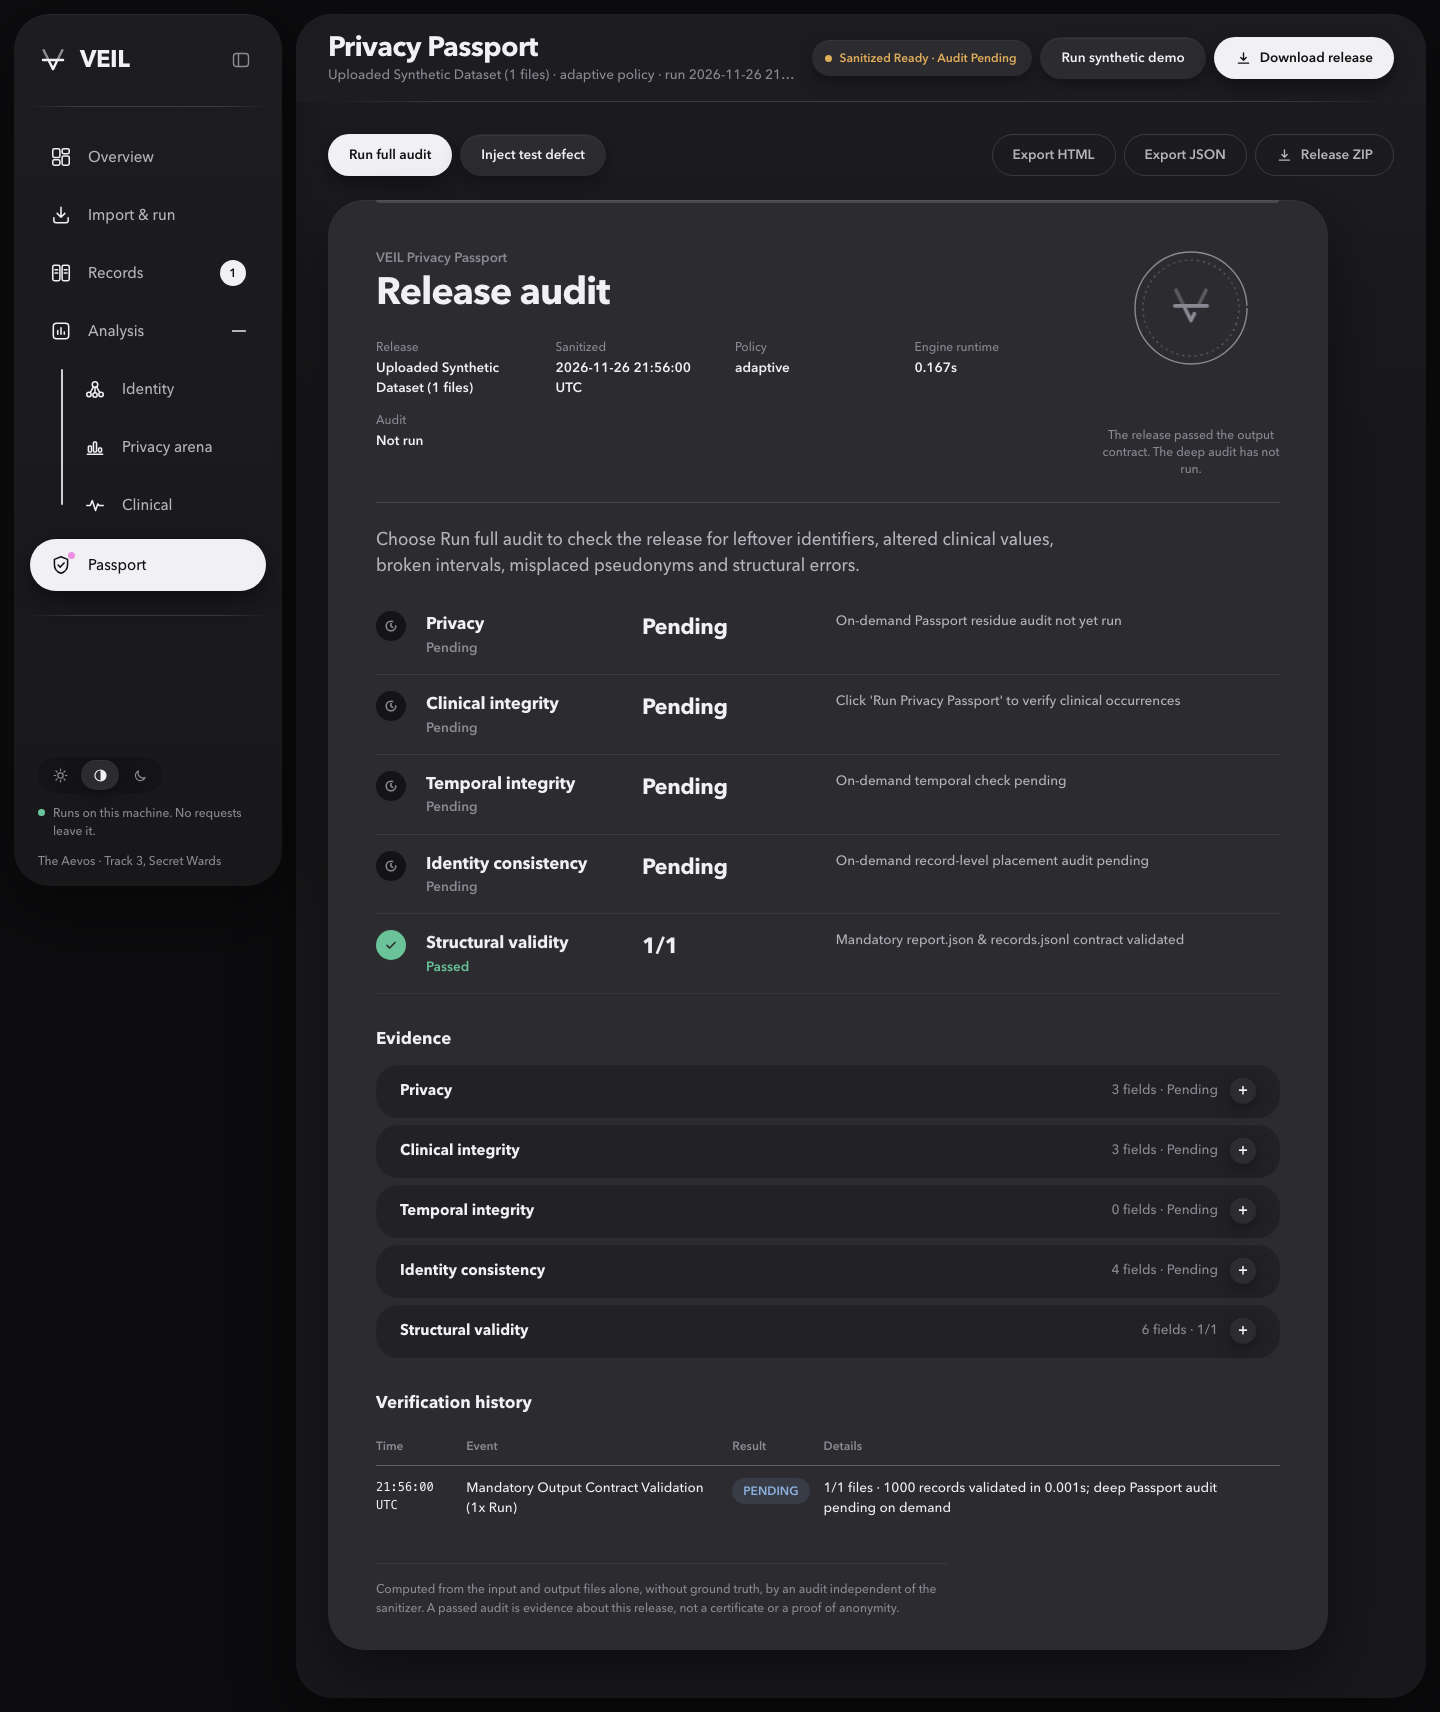 VEIL
Overview
Import & run
Records
1
Analysis
Identity
Privacy arena
Clinical
Passport
Runs on this machine. No requests
leave it.
The Aevos · Track 3, Secret Wards
Privacy Passport
Uploaded Synthetic Dataset (1 files) · adaptive policy · run 2026-11-26 21...
Sanitized Ready · Audit Pending
Run synthetic demo
Download release
Run full audit
Inject test defect
Export HTML
Export JSON
Release ZIP
VEIL Privacy Passport
Release audit
Release
Uploaded Synthetic
Dataset (1 files)
Sanitized
2026-11-26 21:56:00
UTC
Policy
adaptive
Engine runtime
0.167s
Audit
Not run
The release passed the output
contract. The deep audit has not
run.
Choose Run full audit to check the release for leftover identifiers, altered clinical values,
broken intervals, misplaced pseudonyms and structural errors.
Privacy
Pending
Pending
On-demand Passport residue audit not yet run
Clinical integrity
Pending
Pending
Click 'Run Privacy Passport' to verify clinical occurrences
Temporal integrity
Pending
Pending
On-demand temporal check pending
Identity consistency
Pending
Pending
On-demand record-level placement audit pending
Structural validity
Passed
1/1
Mandatory report.json & records.jsonl contract validated
Evidence
Privacy
3 fields · Pending
Clinical integrity
3 fields · Pending
Temporal integrity
0 fields · Pending
Identity consistency
4 fields · Pending
Structural validity
6 fields · 1/1
Verification history
Time Event Result Details
21:56:00
UTC
Mandatory Output Contract Validation
(1x Run)
PENDING
1/1 files · 1000 records validated in 0.001s; deep Passport audit
pending on demand
Computed from the input and output files alone, without ground truth, by an audit independent of the
sanitizer. A passed audit is evidence about this release, not a certificate or a proof of anonymity.